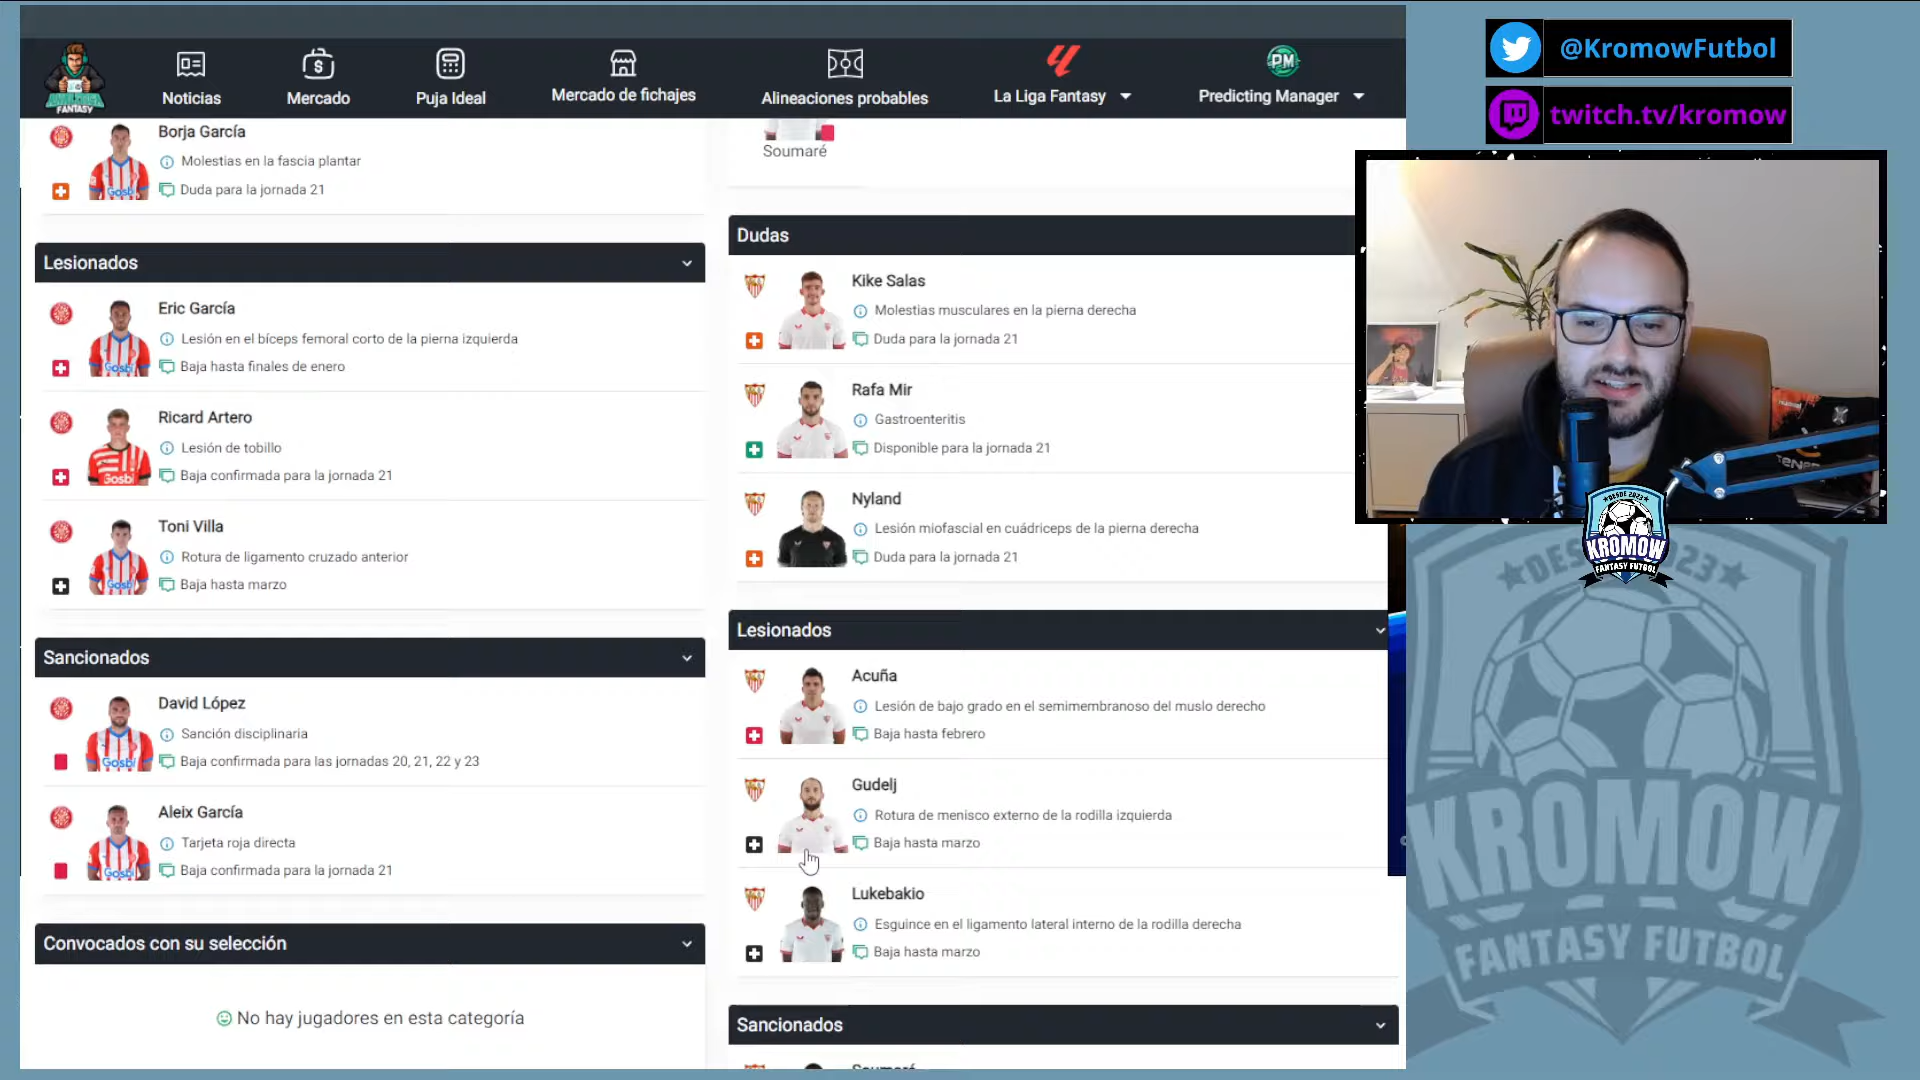 Noticias
Mercado
Puja Ideal
Mercado de fichajes
Alineaciones probables
La Liga Fantasy
PM
Predicting Manager
FANTASY
@KromowFutbol
twitch.tv/kromow
Borja García
Molestias en la fascia plantar
Duda para la jornada 21
Lesionados
Eric García
Lesión en el bíceps femoral corto de la pierna izquierda
Baja hasta finales de enero
Ricard Artero
Lesión de tobillo
Baja confirmada para la jornada 21
Toni Villa
Rotura de ligamento cruzado anterior
Baja hasta marzo
Sancionados
David López
Sanción disciplinaria
Baja confirmada para las jornadas 20, 21, 22 y 23
Aleix García
Tarjeta roja directa
Baja confirmada para la jornada 21
Convocados con su selección
No hay jugadores en esta categoría
Soumaré
Dudas
Kike Salas
Molestias musculares en la pierna derecha
Duda para la jornada 21
Rafa Mir
Gastroenteritis
Disponible para la jornada 21
Nyland
Lesión miofascial en cuádriceps de la pierna derecha
Duda para la jornada 21
Lesionados
Acuña
Lesión de bajo grado en el semimembranoso del muslo derecho
Baja hasta febrero
Gudelj
Rotura de menisco externo de la rodilla izquierda
Baja hasta marzo
Lukebakio
Esguince en el ligamento lateral interno de la rodilla derecha
Baja hasta marzo
Sancionados
Soumaré
DESDE 2023
KROMOW
FANTASY FUTBOL
KROMOW
FANTASY FUTBOL